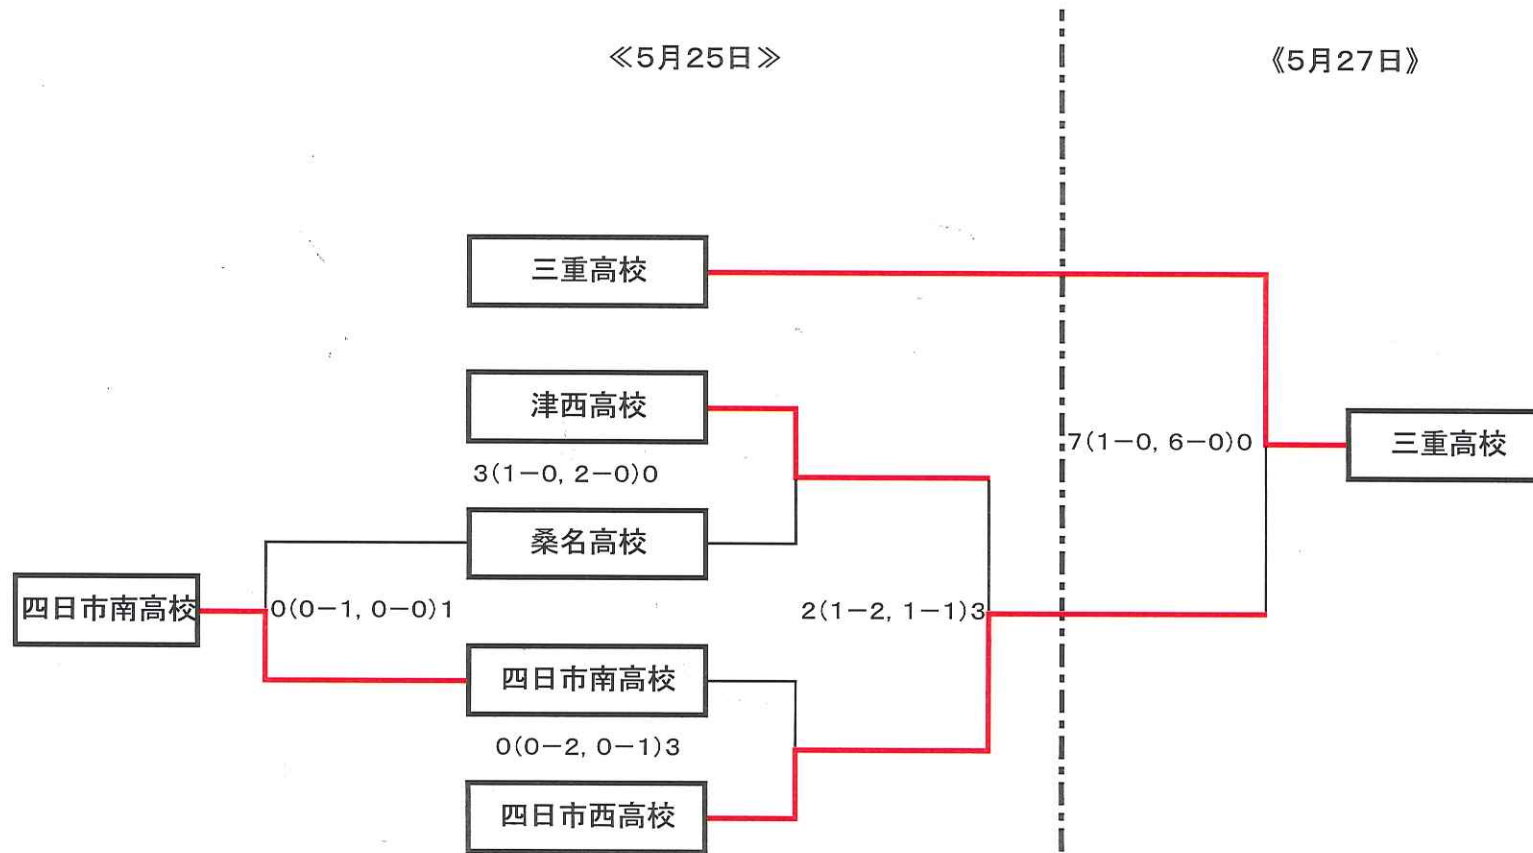 ≪5月25日≫
《5月27日》
三重高校
津西高校
7(1-0, 6-0)0
三重高校
3(1-0, 2-0)0
桑名高校
四日市南高校
0(0-1, 0-0)1
2(1-2, 1-1)3
四日市南高校
0(0-2, 0-1)3
四日市西高校